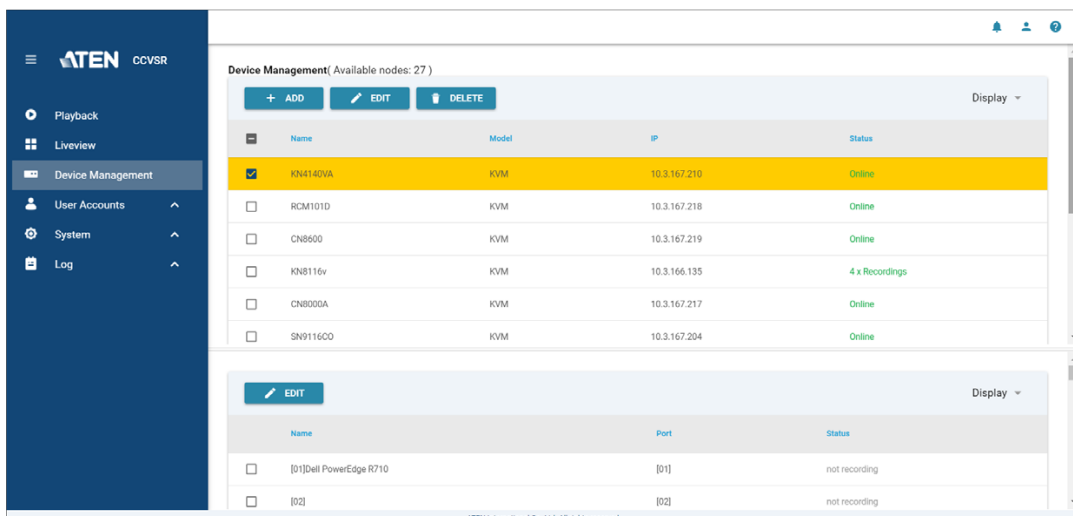 ATEN CCVSR
Playback
Liveview
Device Management
User Accounts
System
Log
Device Management( Available nodes: 27 )
+ ADD EDIT DELETE Display
Name Model IP Status
KN4140VA KVM 10.3.167.210 Online
RCM101D KVM 10.3.167.218 Online
CN8600 KVM 10.3.167.219 Online
KN8116v KVM 10.3.166.135 4 x Recordings
CN8000A KVM 10.3.167.217 Online
SN9116CO KVM 10.3.167.204 Online
EDIT Display
Name Port Status
[01]Dell PowerEdge R710 [01] not recording
[02] [02] not recording